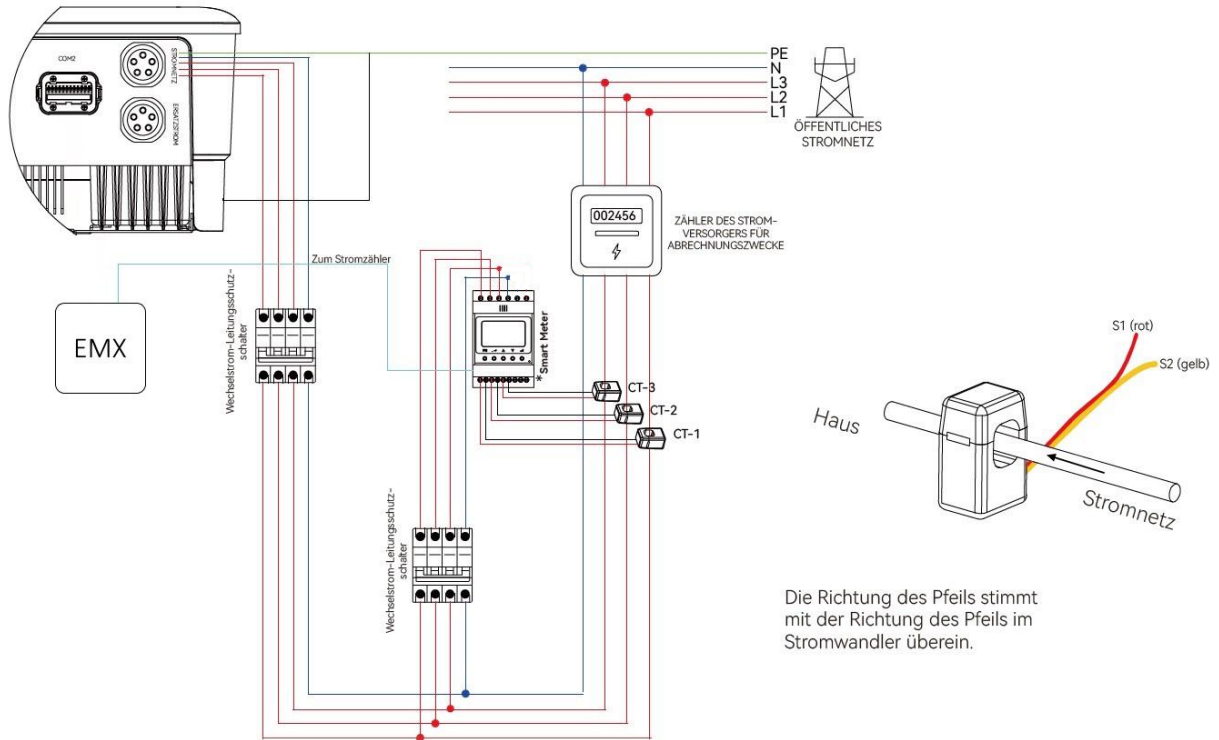 COM2
STROMNETZ
ERSATZSTROM
PE
N
L3
L2
L1
ÖFFENTLICHES
STROMNETZ
002456
ZÄHLER DES STROM-
VERSORGERS FÜR
ABRECHNUNGSZWECKE
Zum Stromzähler
EMX
Wechselstrom-Leitungsschutz-
schalter
* Smart Meter
CT-3
CT-2
CT-1
Wechselstrom-Leitungsschutz-
schalter
S1 (rot)
S2 (gelb)
Haus
Stromnetz
Die Richtung des Pfeils stimmt
mit der Richtung des Pfeils im
Stromwandler überein.